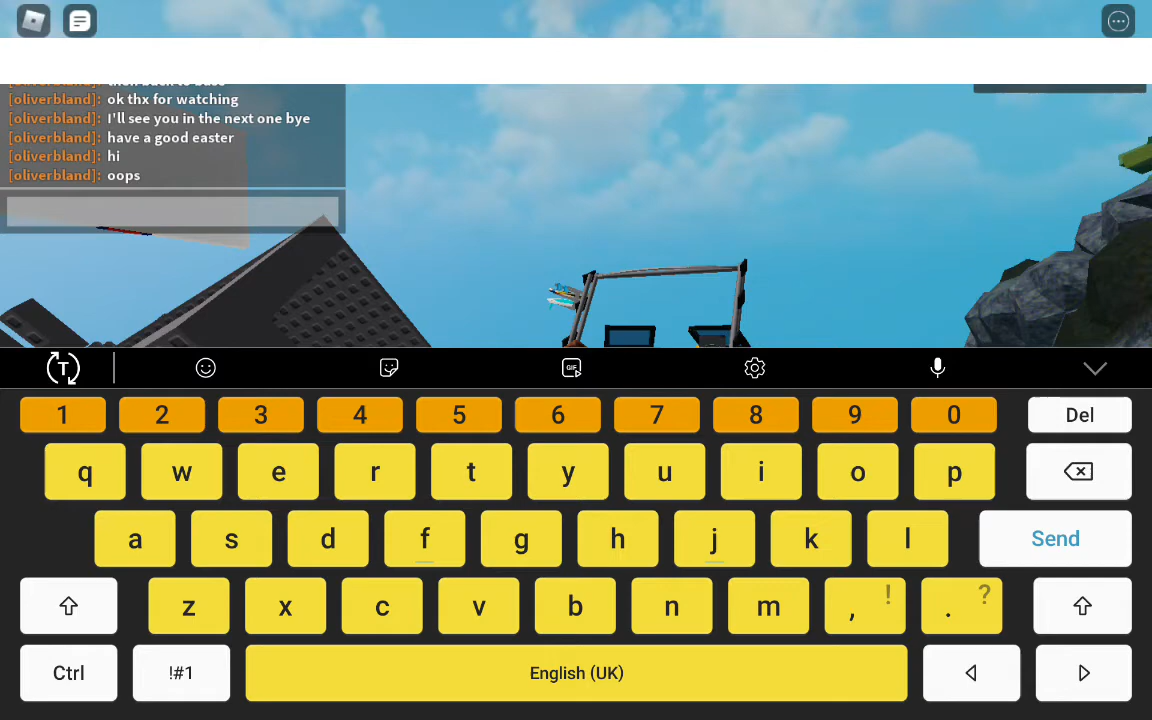 [oliverbland]: ok thx for watching
[oliverbland]: I'll see you in the next one bye
[oliverbland]: have a good easter
[oliverbland]: hi
[oliverbland]: oops
T
GIF
1 2 3 4 5 6 7 8 9 0 Del
q w e r t y u i o p
a s d f g h j k l Send
z x c v b n m , ! . ?
Ctrl !#1 English (UK)